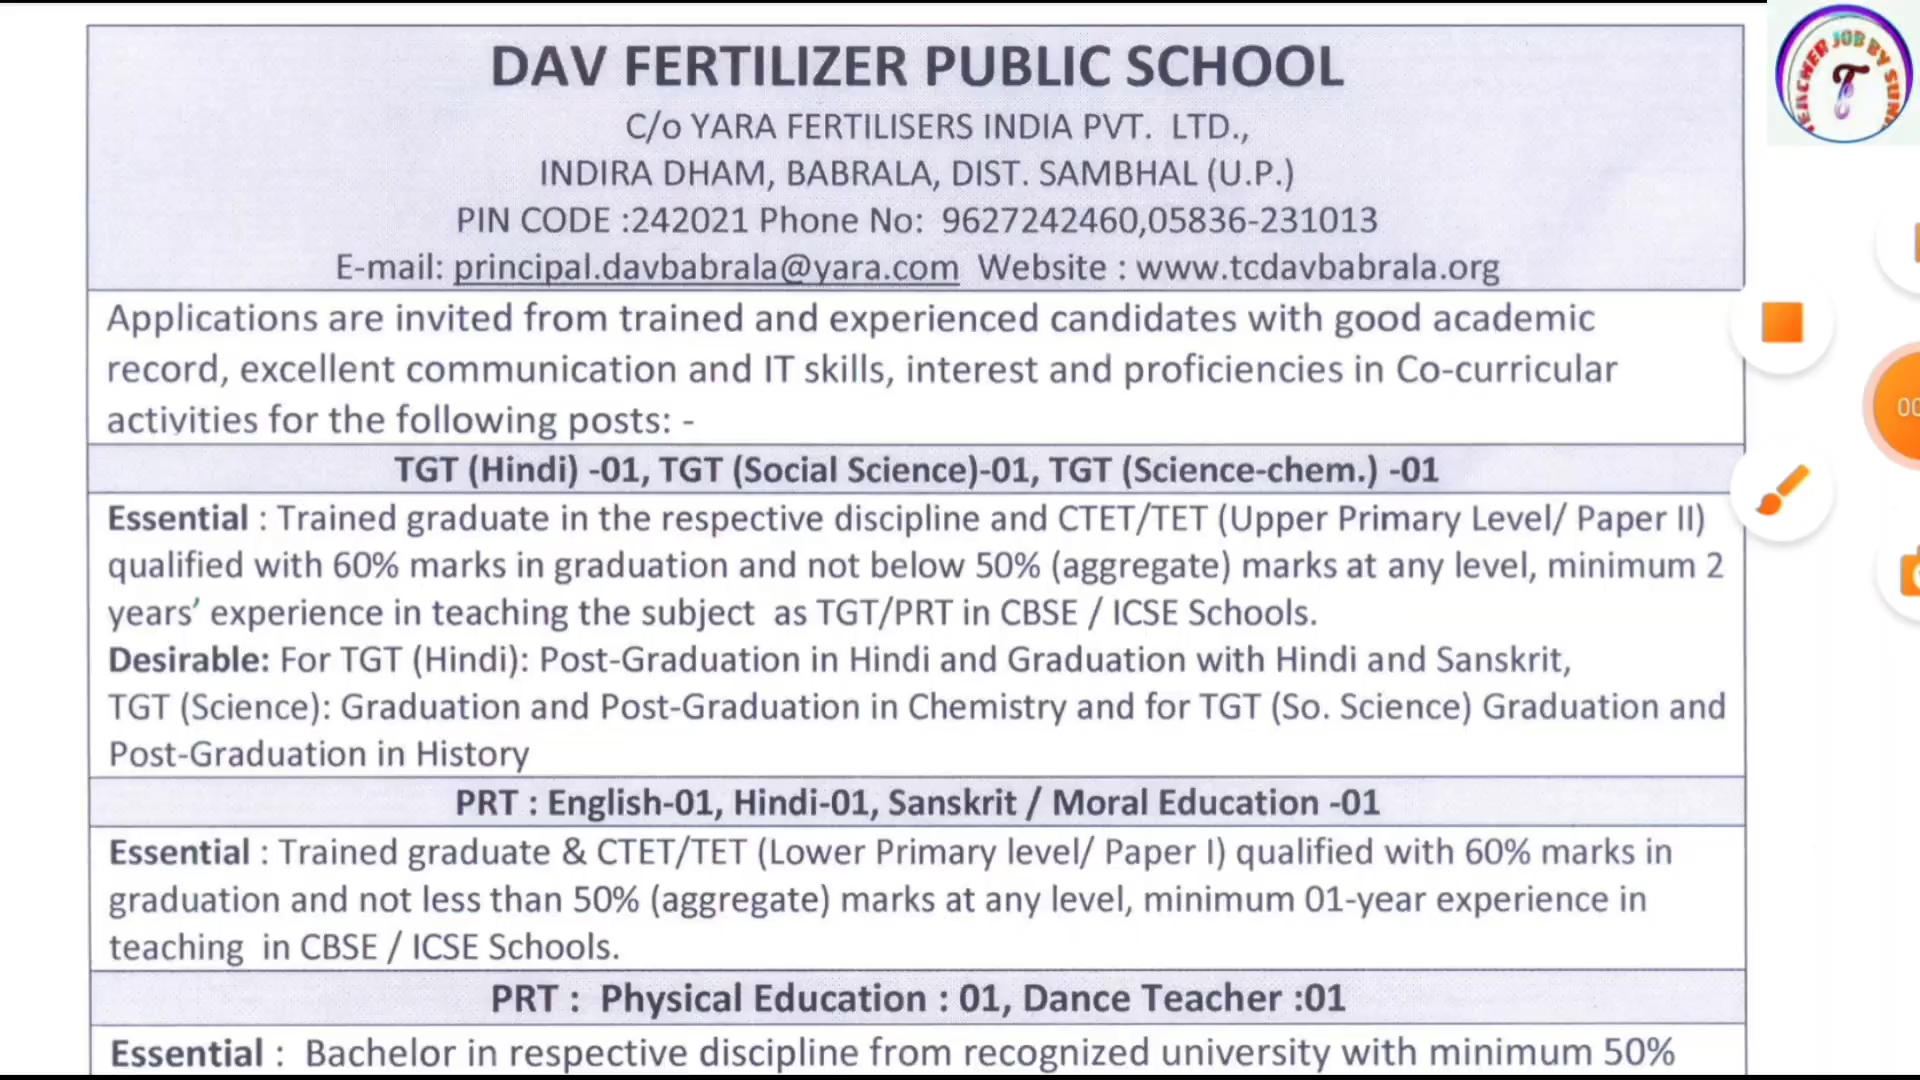 DAV FERTILIZER PUBLIC SCHOOL
C/o YARA FERTILISERS INDIA PVT. LTD.,
INDIRA DHAM, BABRALA, DIST. SAMBHAL (U.P.)
PIN CODE :242021 Phone No: 9627242460,05836-231013
E-mail: principal.davbabrala@yara.com Website : www.tcdavbabrala.org
Applications are invited from trained and experienced candidates with good academic
record, excellent communication and IT skills, interest and proficiencies in Co-curricular
activities for the following posts: -
TGT (Hindi) -01, TGT (Social Science)-01, TGT (Science-chem.) -01
Essential : Trained graduate in the respective discipline and CTET/TET (Upper Primary Level/ Paper II)
qualified with 60% marks in graduation and not below 50% (aggregate) marks at any level, minimum 2
years’ experience in teaching the subject as TGT/PRT in CBSE / ICSE Schools.
Desirable: For TGT (Hindi): Post-Graduation in Hindi and Graduation with Hindi and Sanskrit,
TGT (Science): Graduation and Post-Graduation in Chemistry and for TGT (So. Science) Graduation and
Post-Graduation in History
PRT : English-01, Hindi-01, Sanskrit / Moral Education -01
Essential : Trained graduate & CTET/TET (Lower Primary level/ Paper I) qualified with 60% marks in
graduation and not less than 50% (aggregate) marks at any level, minimum 01-year experience in
teaching in CBSE / ICSE Schools.
PRT : Physical Education : 01, Dance Teacher :01
Essential : Bachelor in respective discipline from recognized university with minimum 50%
TEACHER JOB BY
T
00